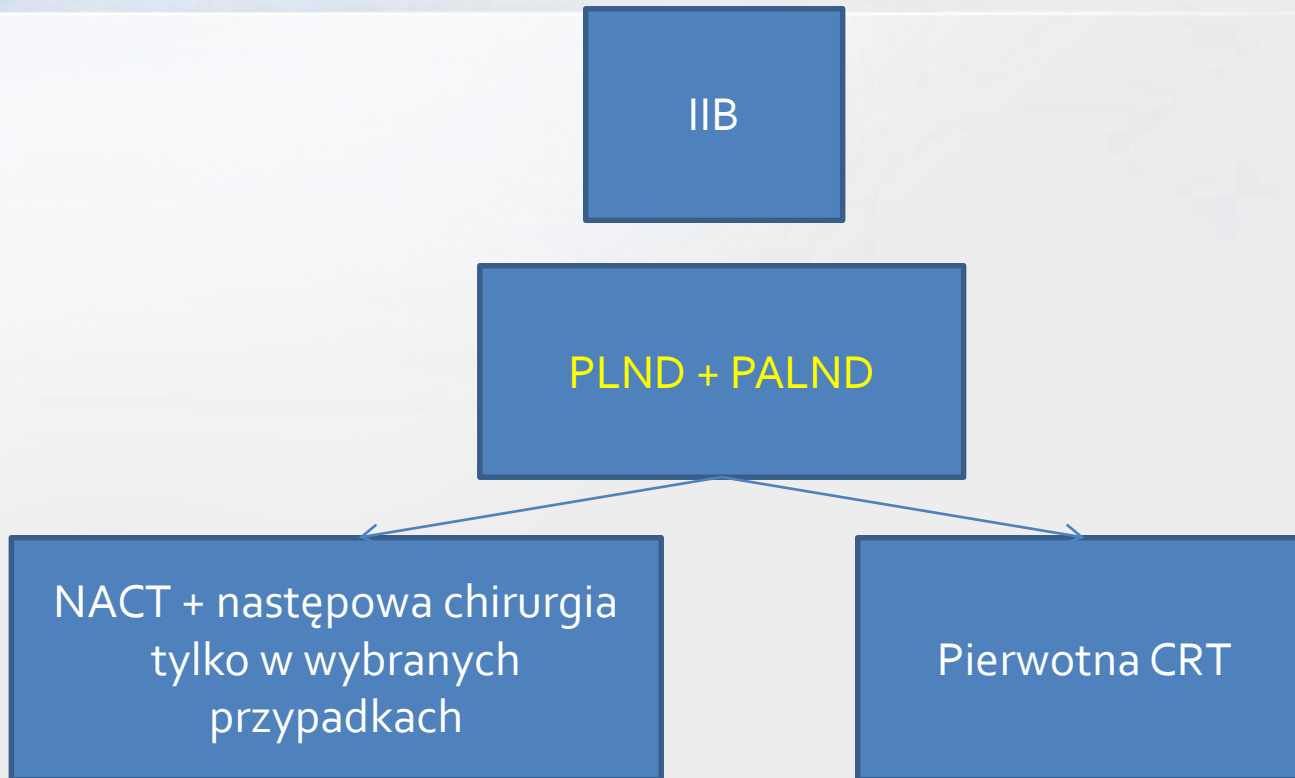 IIB
PLND + PALND
NACT + następowa chirurgia
tylko w wybranych
przypadkach
Pierwotna CRT